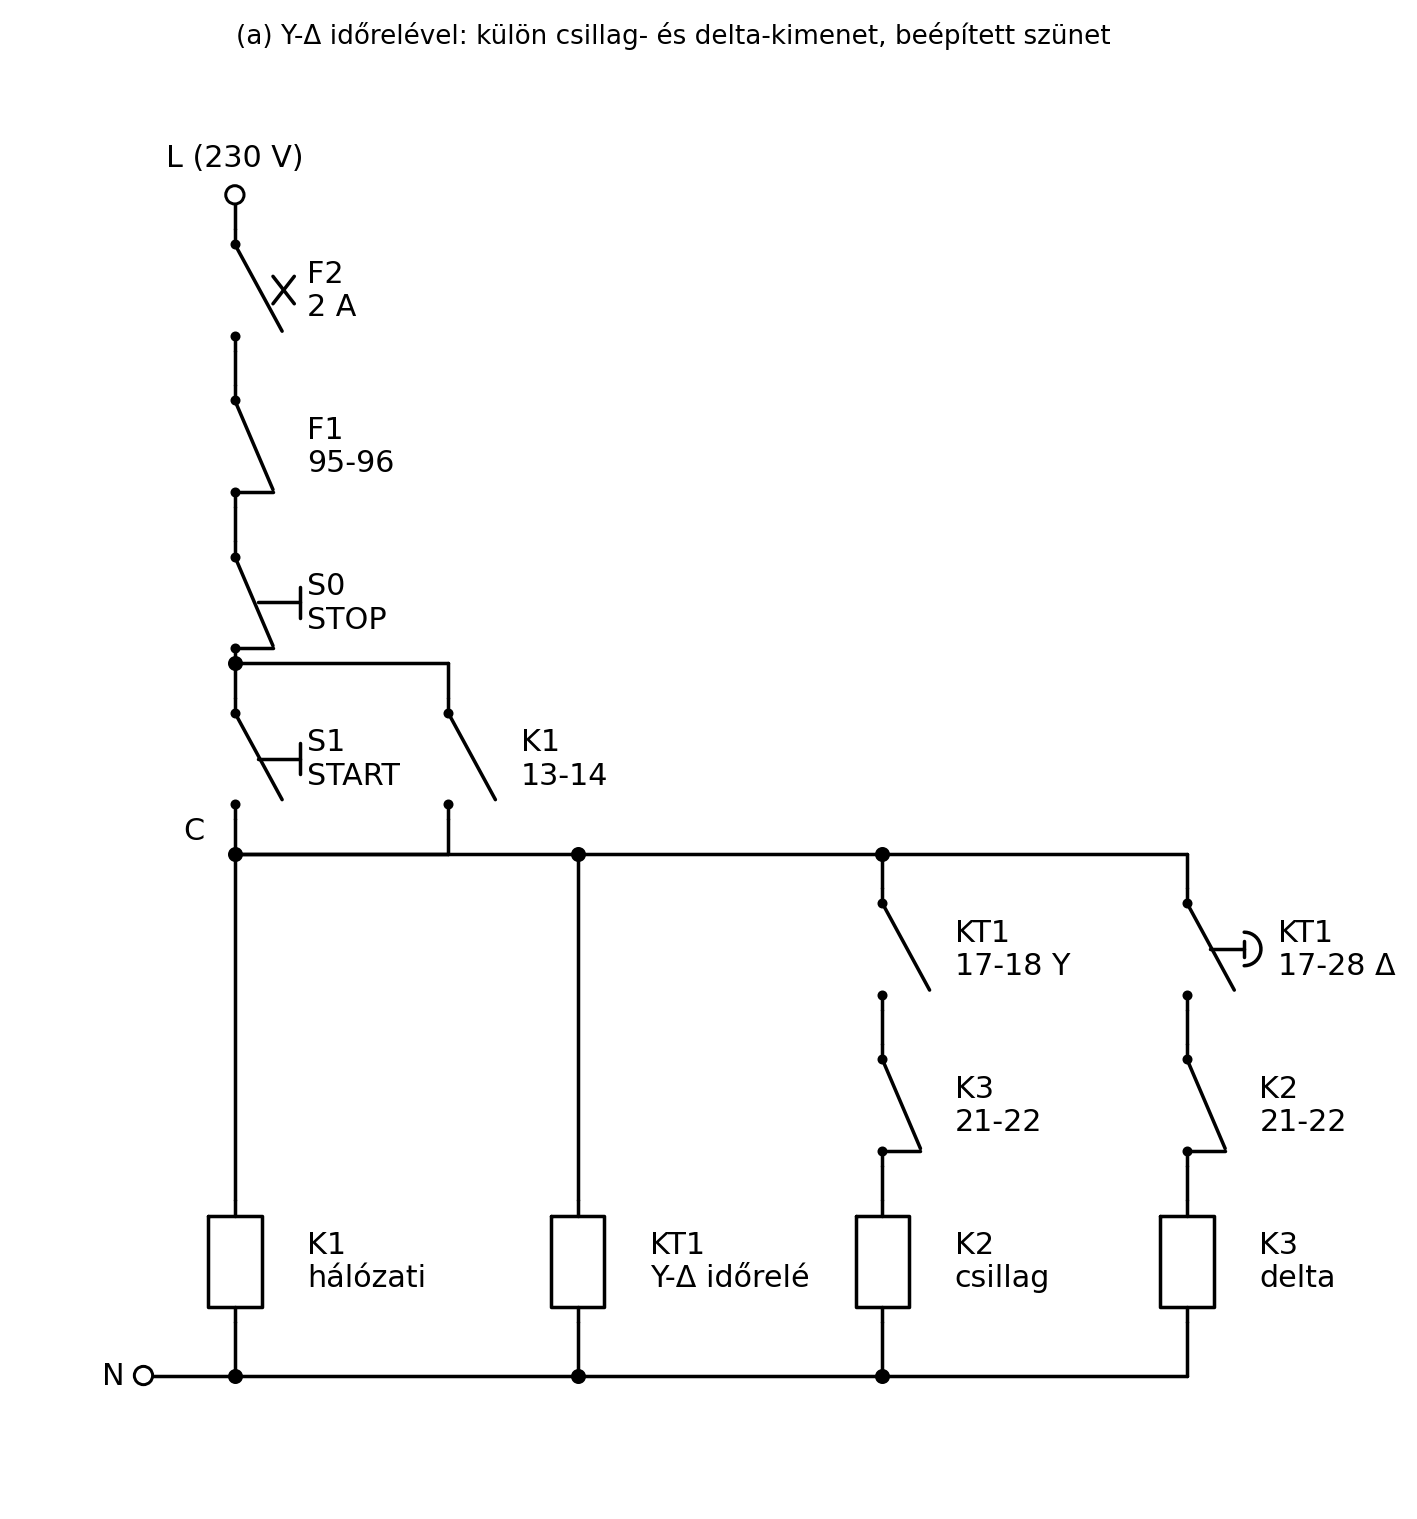 (a) Y-Δ időrelével: külön csillag- és delta-kimenet, beépített szünet
L (230 V)
F2
2 A
F1
95-96
S0
STOP
S1
START
K1
13-14
C
KT1
17-18 Y
KT1
17-28 Δ
K3
21-22
K2
21-22
K1
hálózati
KT1
Y-Δ időrelé
K2
csillag
K3
delta
N